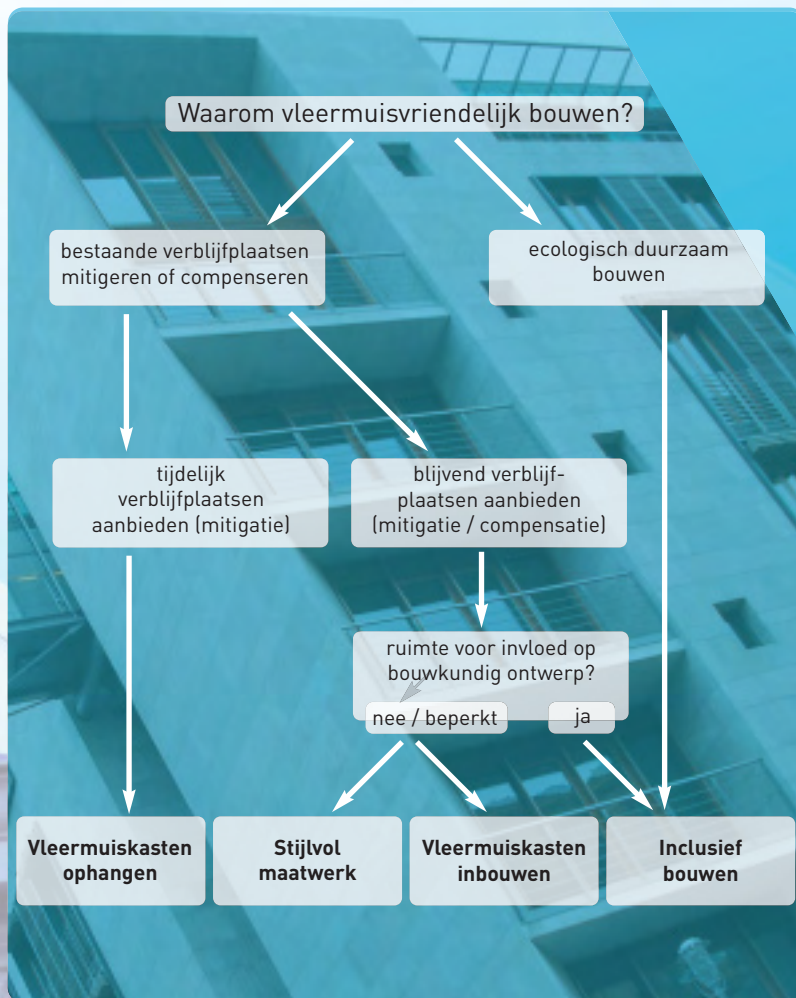 Waarom vleermuisvriendelijk bouwen?
bestaande verblijfplaatsen
mitigeren of compenseren
ecologisch duurzaam
bouwen
tijdelijk
verblijfplaatsen
aanbieden (mitigatie)
blijvend verblijf-
plaatsen aanbieden
(mitigatie / compensatie)
ruimte voor invloed op
bouwkundig ontwerp?
nee / beperkt
ja
Vleermuiskasten
ophangen
Stijlvol
maatwerk
Vleermuiskasten
inbouwen
Inclusief
bouwen